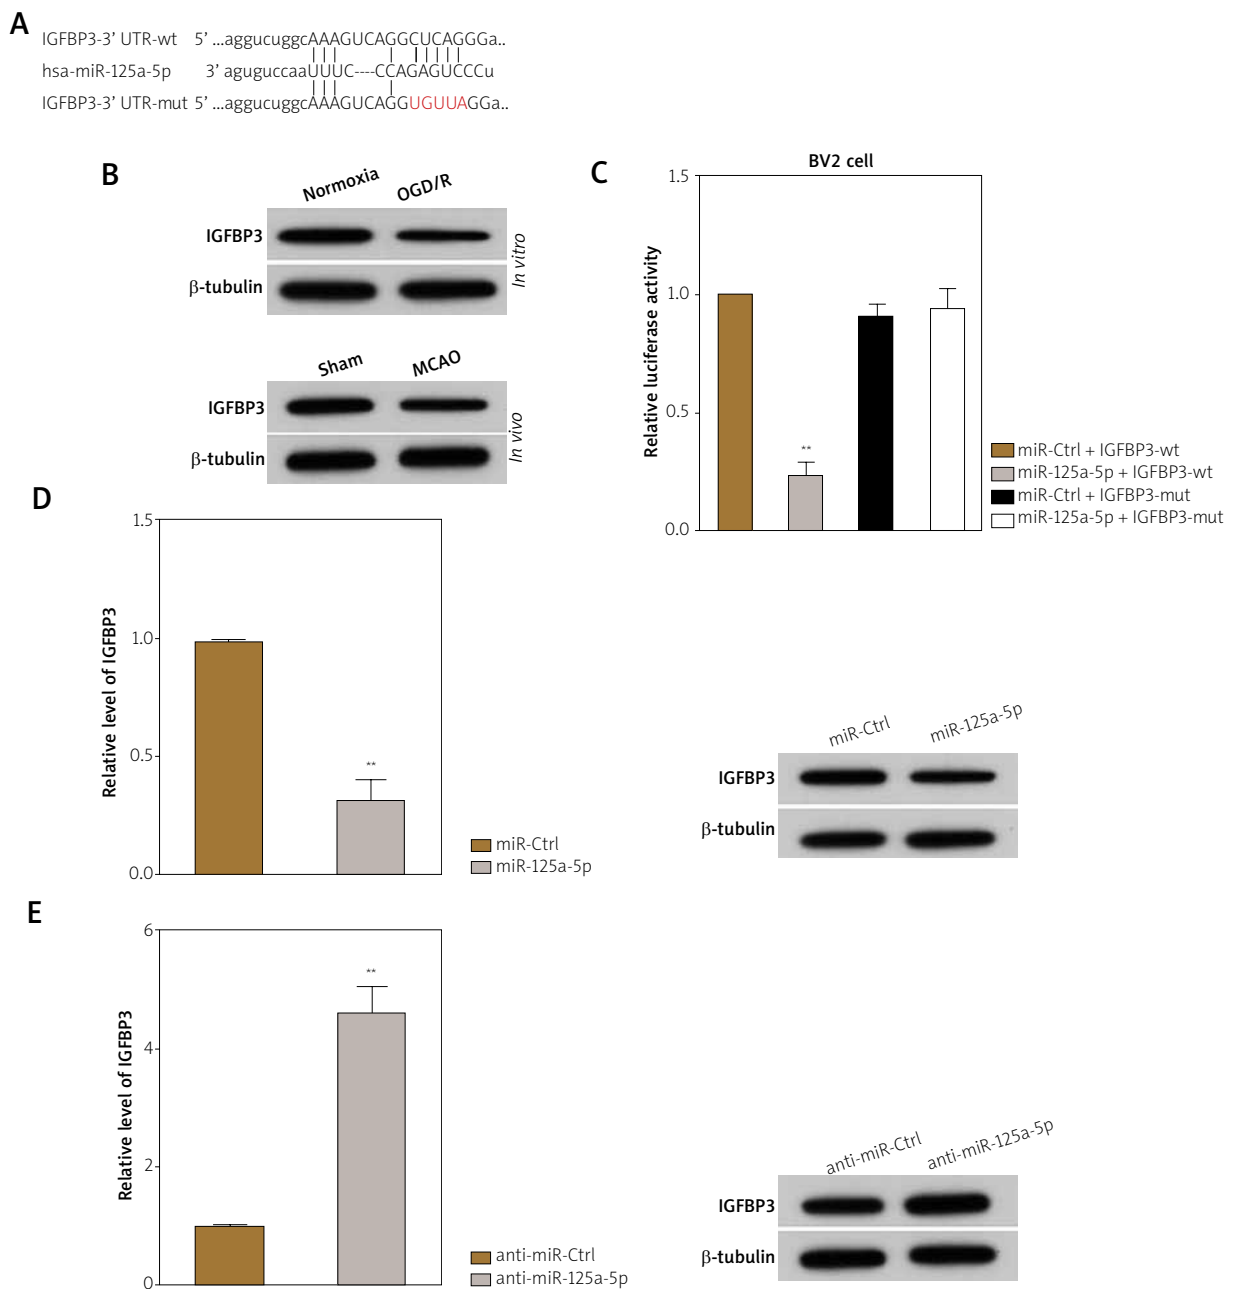 A
IGFBP3-3’ UTR-wt 5’ ...aggucuggcAAAGUCAGGCUCAGGGa..
hsa-miR-125a-5p 3’ aguguccaaUUUC----CCAGAGUCCCu
IGFBP3-3’ UTR-mut 5’ ...aggucuggcAAAGUCAGGUGUUAGGa..
B
Normoxia OGD/R
IGFBP3
β-tubulin
In vitro
Sham MCAO
IGFBP3
β-tubulin
In vivo
C
BV2 cell
Relative luciferase activity
1.5
1.0
0.5
0.0
**
miR-Ctrl + IGFBP3-wt
miR-125a-5p + IGFBP3-wt
miR-Ctrl + IGFBP3-mut
miR-125a-5p + IGFBP3-mut
D
Relative level of IGFBP3
1.5
1.0
0.5
0.0
**
miR-Ctrl
miR-125a-5p
miR-Ctrl miR-125a-5p
IGFBP3
β-tubulin
E
Relative level of IGFBP3
6
4
2
0
**
anti-miR-Ctrl
anti-miR-125a-5p
anti-miR-Ctrl anti-miR-125a-5p
IGFBP3
β-tubulin